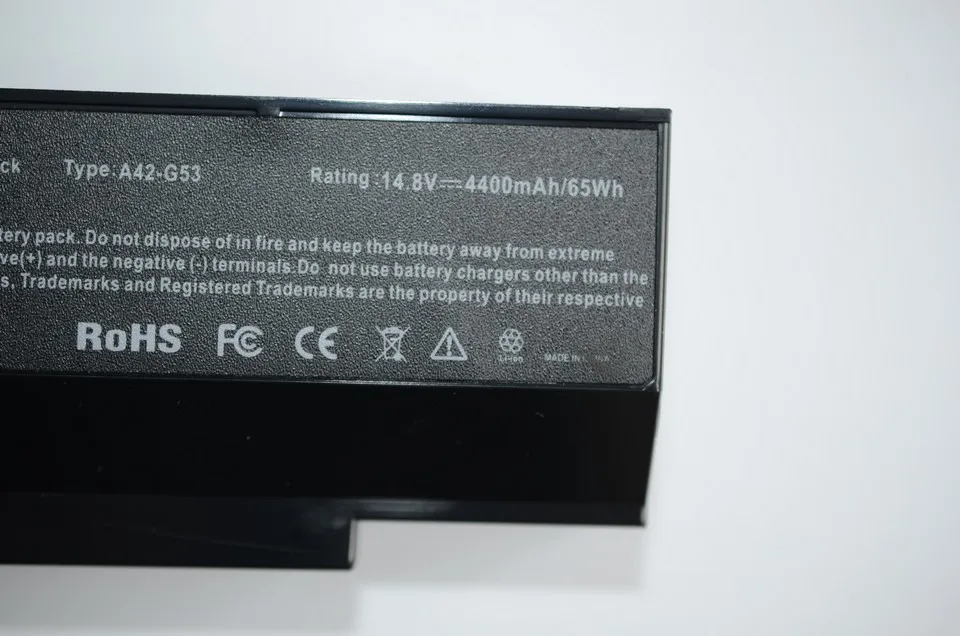 ck Type:A42-G53 Rating:14.8V⎓4400mAh/65Wh
tery pack.Do not dispose of in fire and keep the battery away from extreme
ve(+) and the negative (-) terminals.Do not use battery chargers other than the
s, Trademarks and Registered Trademarks are the property of their respective
RoHS FC CE Li-ion MADE IN